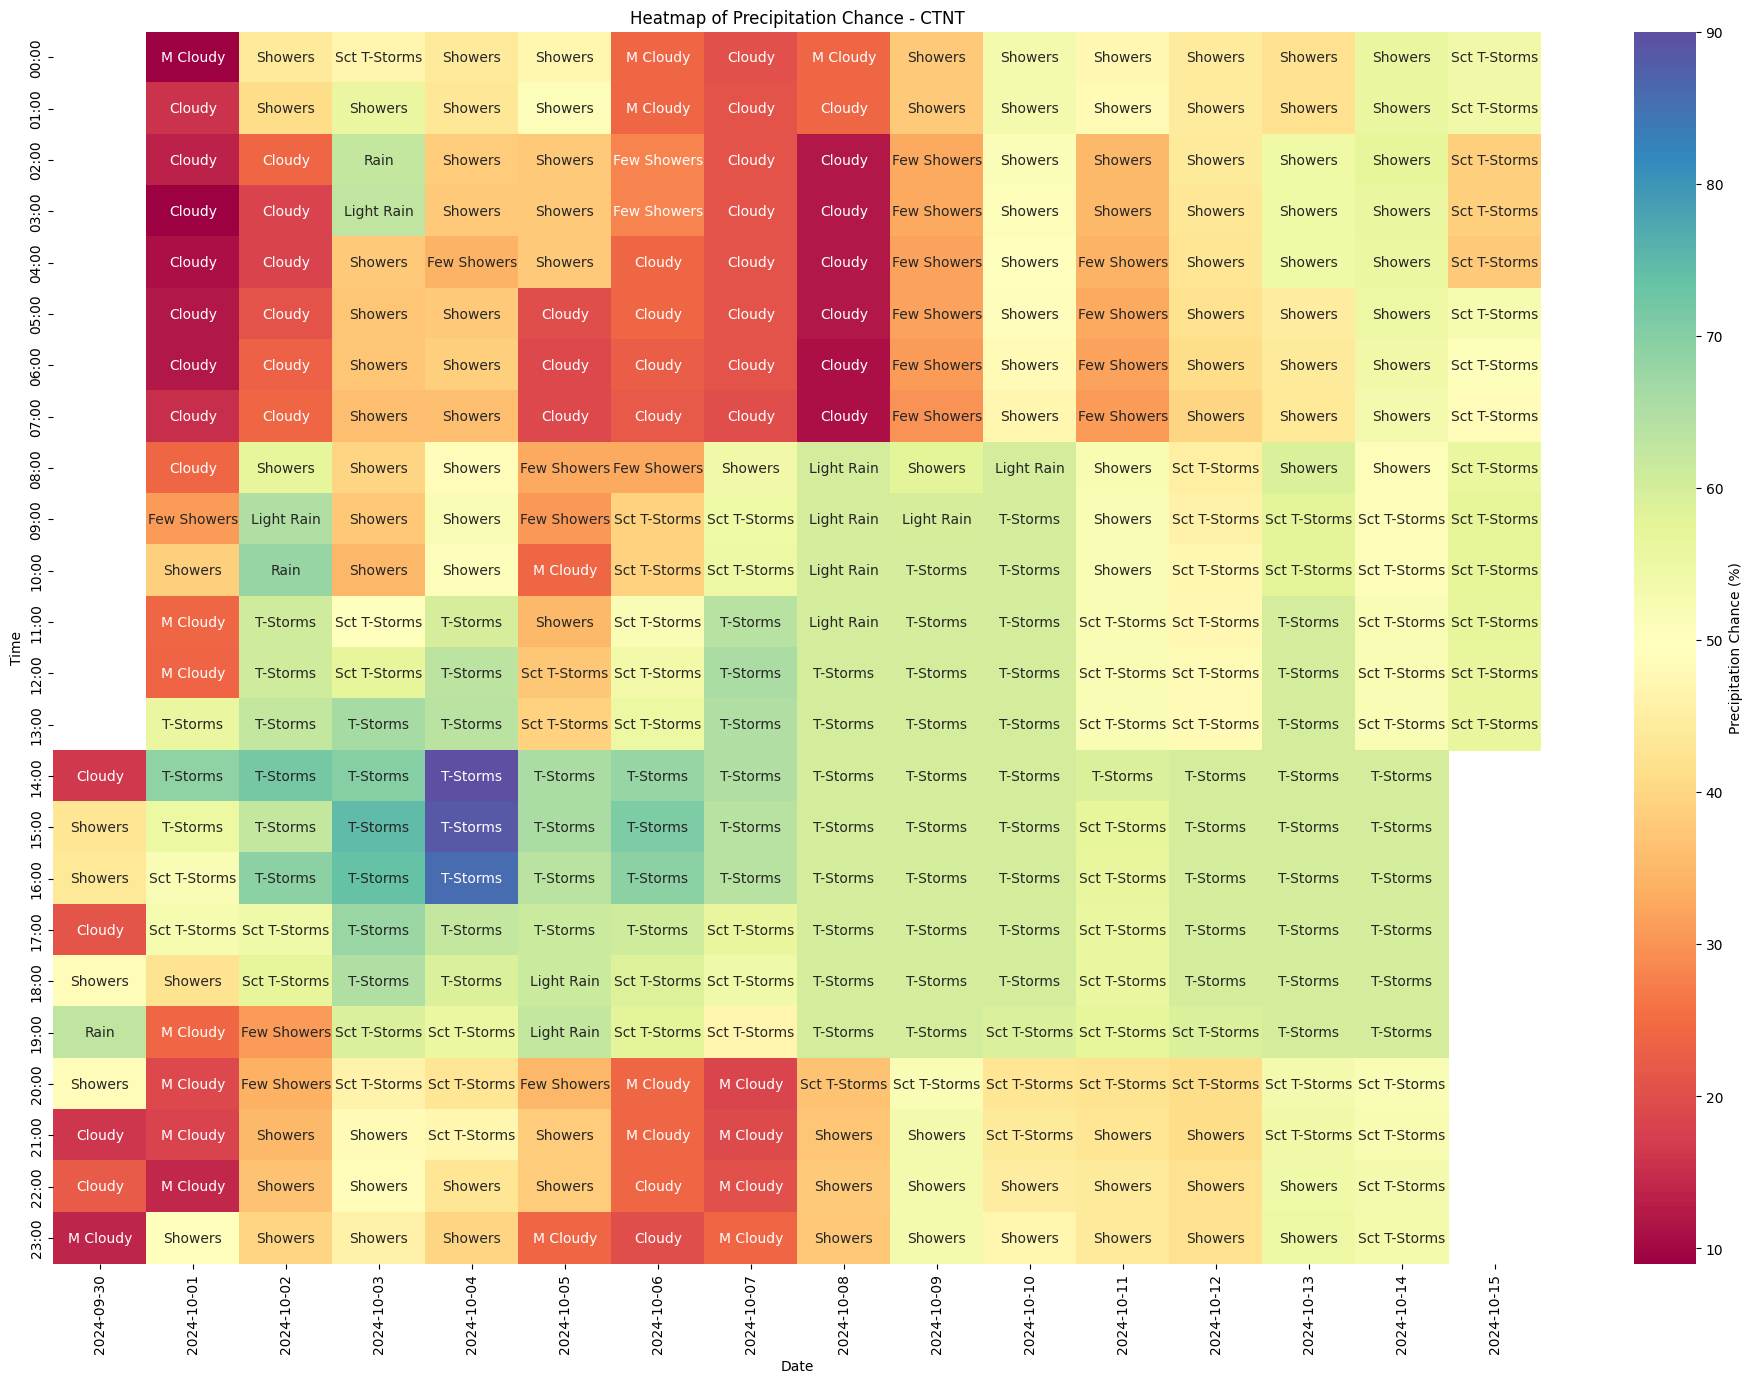 Heatmap of Precipitation Chance - CTNT
00:00 M Cloudy Showers Sct T-Storms Showers Showers M Cloudy Cloudy M Cloudy Showers Showers Showers Showers Showers Showers Sct T-Storms
01:00 Cloudy Showers Showers Showers Showers M Cloudy Cloudy Cloudy Showers Showers Showers Showers Showers Showers Sct T-Storms
02:00 Cloudy Cloudy Rain Showers Showers Few Showers Cloudy Cloudy Few Showers Showers Showers Showers Showers Showers Sct T-Storms
03:00 Cloudy Cloudy Light Rain Showers Showers Few Showers Cloudy Cloudy Few Showers Showers Showers Showers Showers Showers Sct T-Storms
04:00 Cloudy Cloudy Showers Few Showers Showers Cloudy Cloudy Cloudy Few Showers Showers Few Showers Showers Showers Showers Sct T-Storms
05:00 Cloudy Cloudy Showers Showers Cloudy Cloudy Cloudy Cloudy Few Showers Showers Few Showers Showers Showers Showers Sct T-Storms
06:00 Cloudy Cloudy Showers Showers Cloudy Cloudy Cloudy Cloudy Few Showers Showers Few Showers Showers Showers Showers Sct T-Storms
07:00 Cloudy Cloudy Showers Showers Cloudy Cloudy Cloudy Cloudy Few Showers Showers Few Showers Showers Showers Showers Sct T-Storms
08:00 Cloudy Showers Showers Showers Few Showers Few Showers Showers Light Rain Showers Light Rain Showers Sct T-Storms Showers Showers Sct T-Storms
09:00 Few Showers Light Rain Showers Showers Few Showers Sct T-Storms Sct T-Storms Light Rain Light Rain T-Storms Showers Sct T-Storms Sct T-Storms Sct T-Storms Sct T-Storms
10:00 Showers Rain Showers Showers M Cloudy Sct T-Storms Sct T-Storms Light Rain T-Storms T-Storms Showers Sct T-Storms Sct T-Storms Sct T-Storms Sct T-Storms
11:00 M Cloudy T-Storms Sct T-Storms T-Storms Showers Sct T-Storms T-Storms Light Rain T-Storms T-Storms Sct T-Storms Sct T-Storms T-Storms Sct T-Storms Sct T-Storms
12:00 M Cloudy T-Storms Sct T-Storms T-Storms Sct T-Storms Sct T-Storms T-Storms T-Storms T-Storms T-Storms Sct T-Storms Sct T-Storms T-Storms Sct T-Storms Sct T-Storms
13:00 T-Storms T-Storms T-Storms T-Storms Sct T-Storms Sct T-Storms T-Storms T-Storms T-Storms T-Storms Sct T-Storms Sct T-Storms T-Storms Sct T-Storms Sct T-Storms
14:00 Cloudy T-Storms T-Storms T-Storms T-Storms T-Storms T-Storms T-Storms T-Storms T-Storms T-Storms T-Storms T-Storms T-Storms T-Storms
15:00 Showers T-Storms T-Storms T-Storms T-Storms T-Storms T-Storms T-Storms T-Storms T-Storms T-Storms Sct T-Storms T-Storms T-Storms T-Storms
16:00 Showers Sct T-Storms T-Storms T-Storms T-Storms T-Storms T-Storms T-Storms T-Storms T-Storms T-Storms Sct T-Storms T-Storms T-Storms T-Storms
17:00 Cloudy Sct T-Storms Sct T-Storms T-Storms T-Storms T-Storms T-Storms Sct T-Storms T-Storms T-Storms T-Storms Sct T-Storms T-Storms T-Storms T-Storms
18:00 Showers Showers Sct T-Storms T-Storms T-Storms Light Rain Sct T-Storms Sct T-Storms T-Storms T-Storms T-Storms Sct T-Storms T-Storms T-Storms T-Storms
19:00 Rain M Cloudy Few Showers Sct T-Storms Sct T-Storms Light Rain Sct T-Storms Sct T-Storms T-Storms T-Storms Sct T-Storms Sct T-Storms Sct T-Storms T-Storms T-Storms
20:00 Showers M Cloudy Few Showers Sct T-Storms Sct T-Storms Few Showers M Cloudy M Cloudy Sct T-Storms Sct T-Storms Sct T-Storms Sct T-Storms Sct T-Storms Sct T-Storms Sct T-Storms
21:00 Cloudy M Cloudy Showers Showers Sct T-Storms Showers M Cloudy M Cloudy Showers Showers Sct T-Storms Showers Showers Sct T-Storms Sct T-Storms
22:00 Cloudy M Cloudy Showers Showers Showers Showers Cloudy M Cloudy Showers Showers Showers Showers Showers Showers Sct T-Storms
23:00 M Cloudy Showers Showers Showers Showers M Cloudy Cloudy M Cloudy Showers Showers Showers Showers Showers Showers Sct T-Storms
Time
2024-09-30 2024-10-01 2024-10-02 2024-10-03 2024-10-04 2024-10-05 2024-10-06 2024-10-07 2024-10-08 2024-10-09 2024-10-10 2024-10-11 2024-10-12 2024-10-13 2024-10-14 2024-10-15
Date
90
80
70
60
50
40
30
20
10
Precipitation Chance (%)